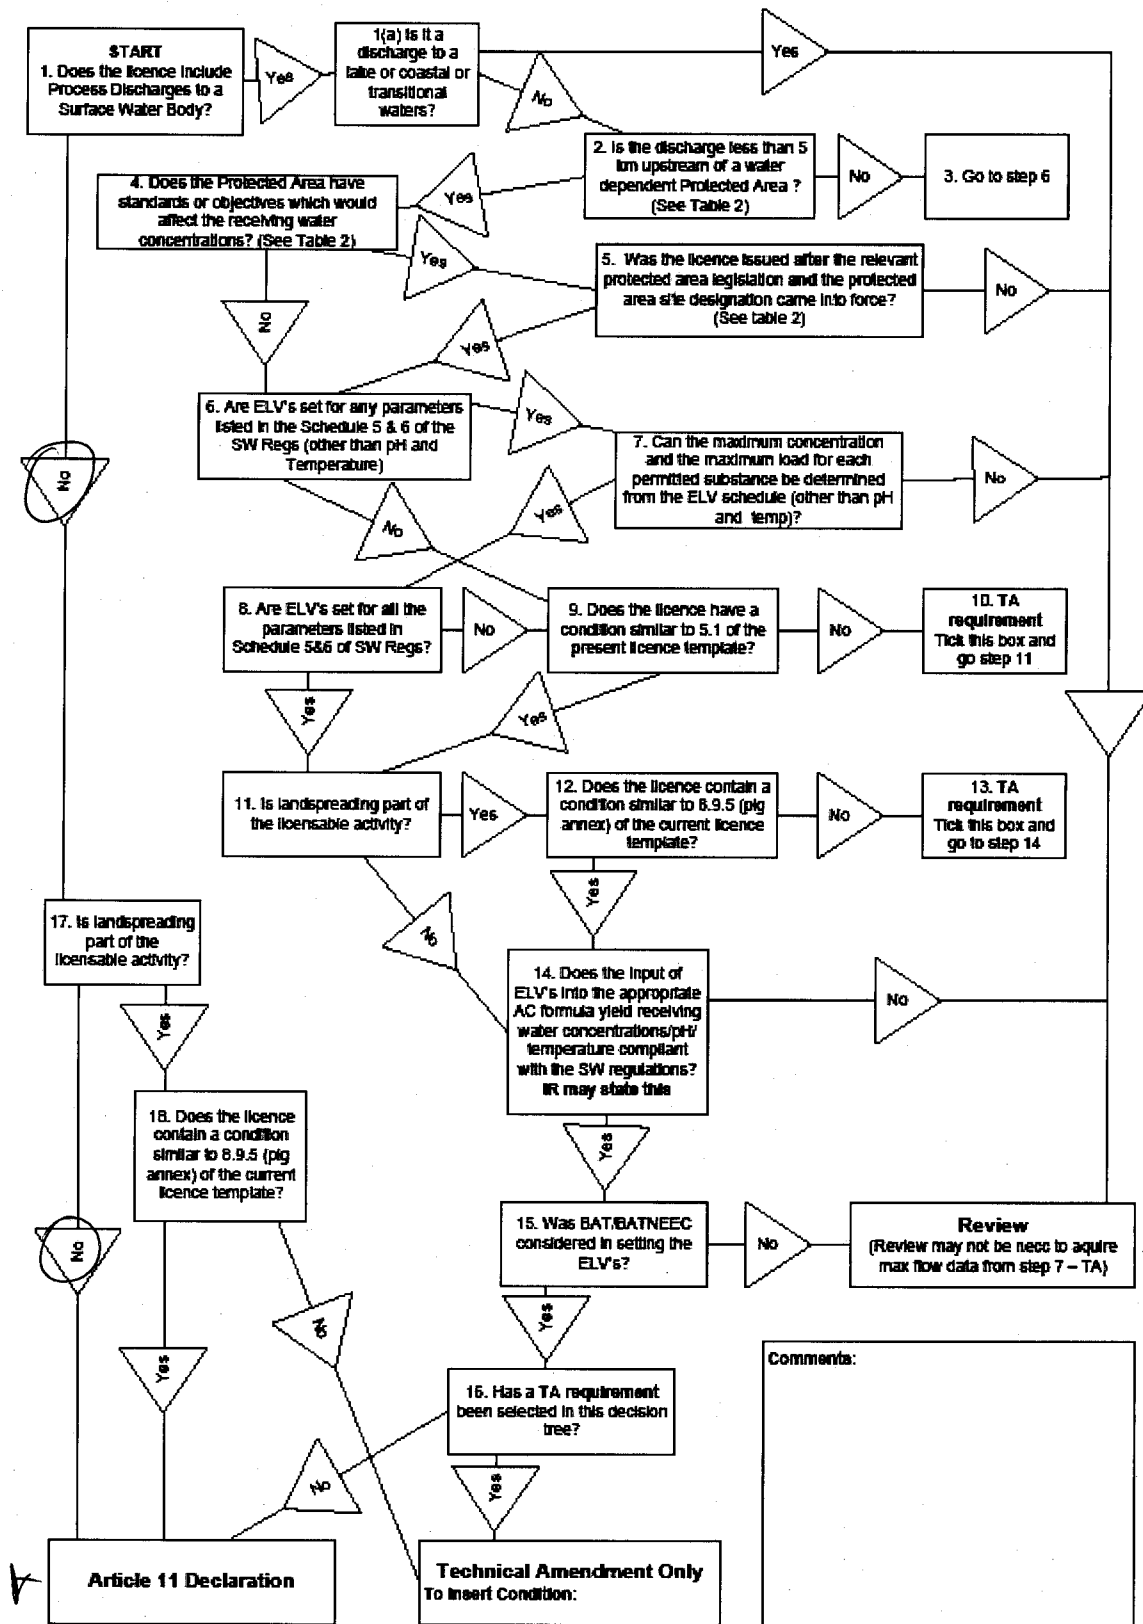 START
1. Does the licence include
Process Discharges to a
Surface Water Body?
Yes
1(a) Is it a
discharge to a
lake or coastal or
transitional
waters?
Yes
No
2. Is the discharge less than 5
km upstream of a water
dependent Protected Area ?
(See Table 2)
No
3. Go to step 6
Yes
4. Does the Protected Area have
standards or objectives which would
affect the receiving water
concentrations? (See Table 2)
Yes
No
5. Was the licence issued after the relevant
protected area legislation and the protected
area site designation came into force?
(See table 2)
No
Yes
6. Are ELV's set for any parameters
listed in the Schedule 5 & 6 of the
SW Regs (other than pH and
Temperature)
Yes
No
7. Can the maximum concentration
and the maximum load for each
permitted substance be determined
from the ELV schedule (other than pH
and temp)?
No
Yes
No
8. Are ELV's set for all the
parameters listed in
Schedule 5&6 of SW Regs?
No
Yes
9. Does the licence have a
condition similar to 5.1 of the
present licence template?
No
10. TA
requirement
Tick this box and
go step 11
Yes
11. Is landspreading part of
the licensable activity?
Yes
No
12. Does the licence contain a
condition similar to 6.9.5 (pig
annex) of the current licence
template?
No
13. TA
requirement
Tick this box and
go to step 14
Yes
14. Does the input of
ELV's into the appropritate
AC formula yield receiving
water concentrations/pH/
temperature compliant
with the SW regulations?
IR may state this
No
Yes
17. Is landspreading
part of the
licensable activity?
Yes
No
18. Does the licence
contain a condition
similar to 6.9.5 (pig
annex) of the current
licence template?
Yes
No
15. Was BAT/BATNEEC
considered in setting the
ELV's?
No
Yes
Review
(Review may not be necc to aquire
max flow data from step 7 – TA)
16. Has a TA requirement
been selected in this decision
tree?
No
Yes
Comments:
Article 11 Declaration
Technical Amendment Only
To Insert Condition: